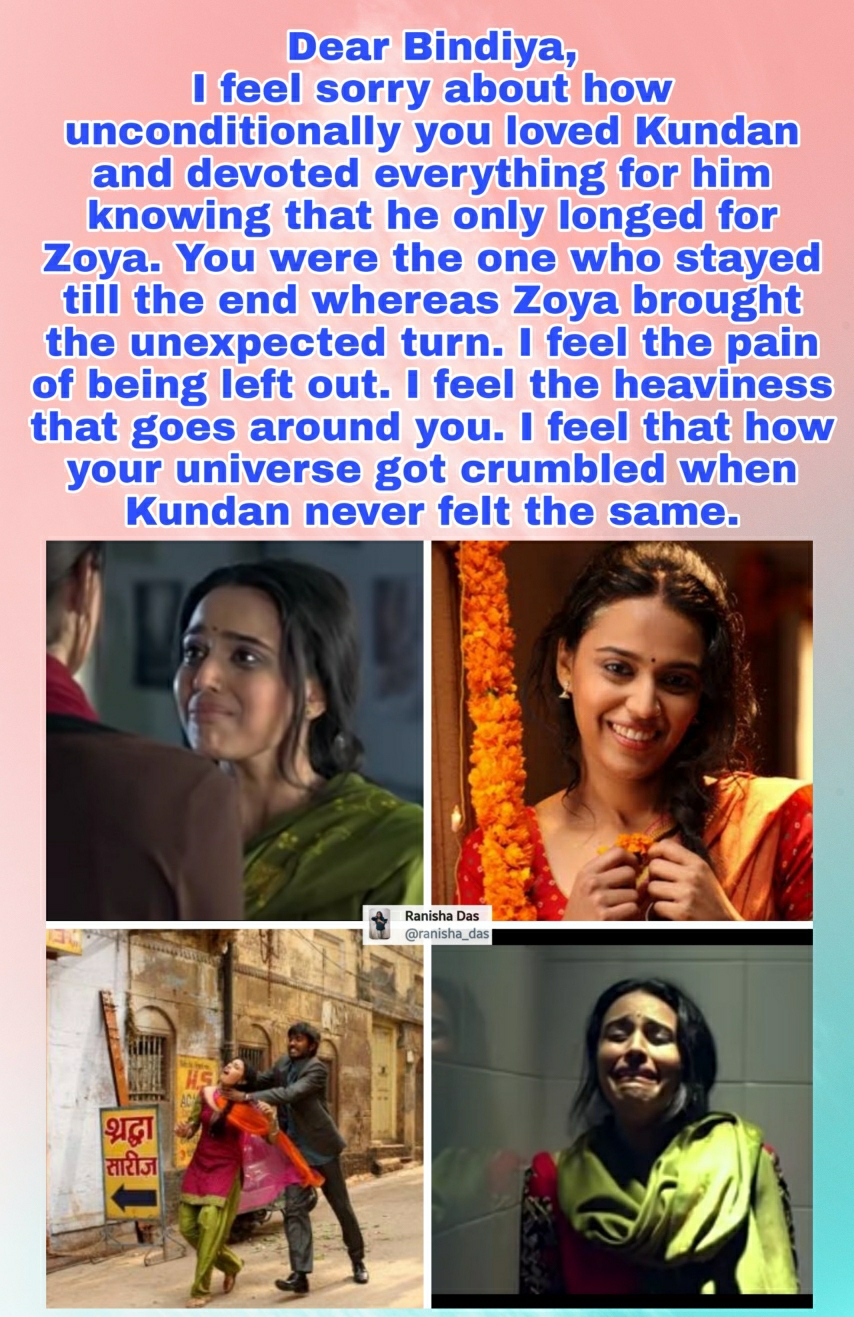 Dear Bindiya,
I feel sorry about how
unconditionally you loved Kundan
and devoted everything for him
knowing that he only longed for
Zoya. You were the one who stayed
till the end whereas Zoya brought
the unexpected turn. I feel the pain
of being left out. I feel the heaviness
that goes around you. I feel that how
your universe got crumbled when
Kundan never felt the same.
Ranisha Das
@ranisha_das
H.S
श्रद्धा
सारीज